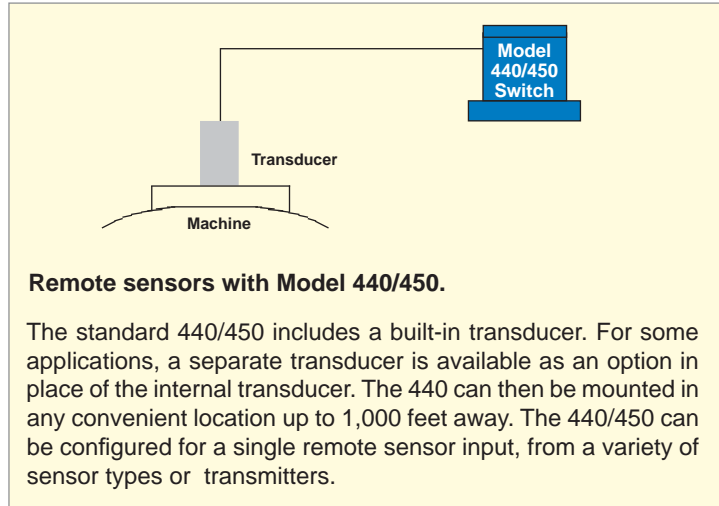 Model
440/450
Switch
Transducer
Machine
Remote sensors with Model 440/450.
The standard 440/450 includes a built-in transducer. For some
applications, a separate transducer is available as an option in
place of the internal transducer. The 440 can then be mounted in
any convenient location up to 1,000 feet away. The 440/450 can
be configured for a single remote sensor input, from a variety of
sensor types or transmitters.